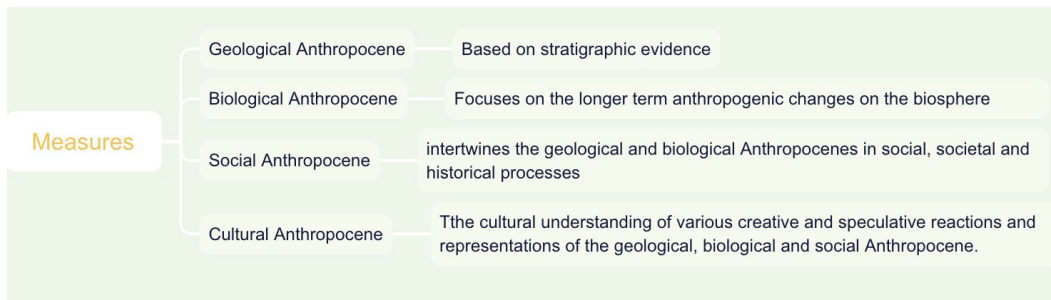 Measures
Geological Anthropocene
Based on stratigraphic evidence
Biological Anthropocene
Focuses on the longer term anthropogenic changes on the biosphere
Social Anthropocene
intertwines the geological and biological Anthropocenes in social, societal and
historical processes
Cultural Anthropocene
Tthe cultural understanding of various creative and speculative reactions and
representations of the geological, biological and social Anthropocene.